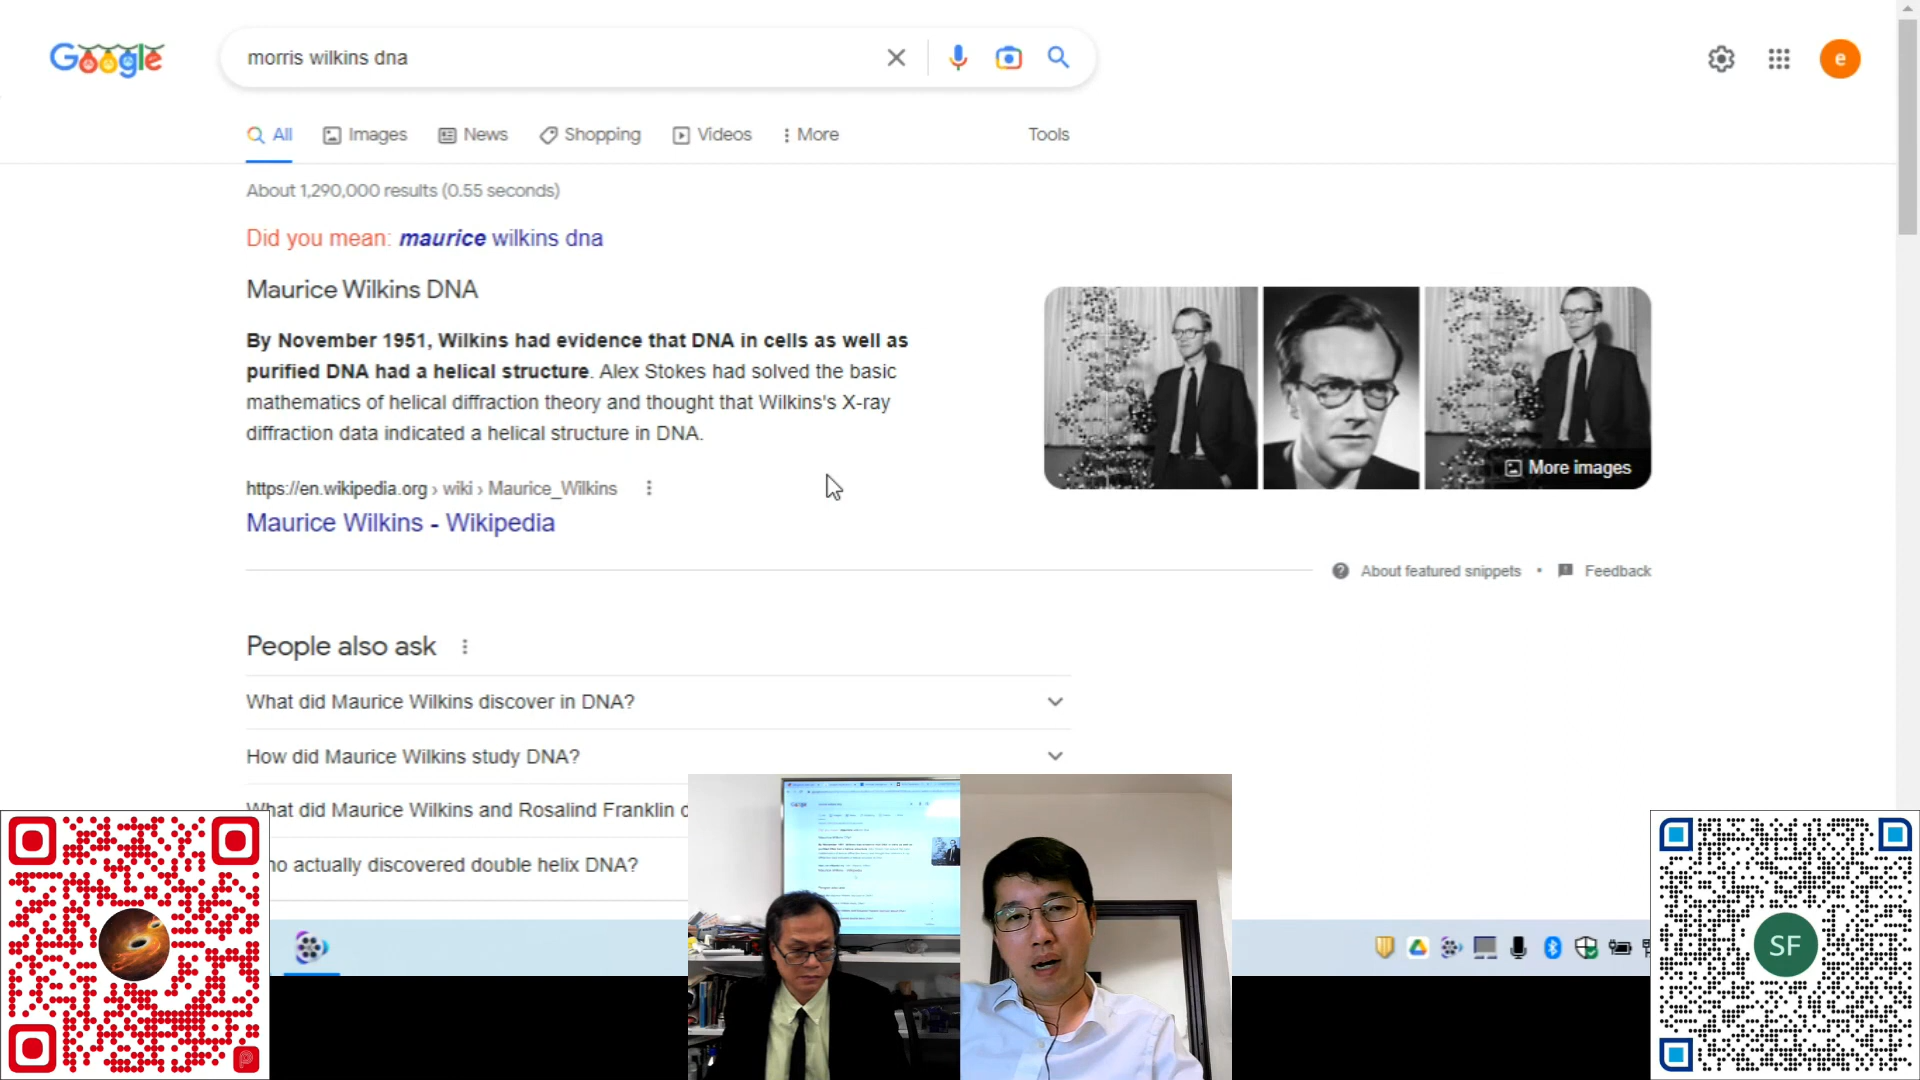 Google
morris wilkins dna
e
All
Images
News
Shopping
Videos
More
Tools
About 1,290,000 results (0.55 seconds)
Did you mean: maurice wilkins dna
Maurice Wilkins DNA
By November 1951, Wilkins had evidence that DNA in cells as well as
purified DNA had a helical structure. Alex Stokes had solved the basic
mathematics of helical diffraction theory and thought that Wilkins's X-ray
diffraction data indicated a helical structure in DNA.
More images
https://en.wikipedia.org › wiki › Maurice_Wilkins
Maurice Wilkins - Wikipedia
About featured snippets • Feedback
People also ask
What did Maurice Wilkins discover in DNA?
How did Maurice Wilkins study DNA?
What did Maurice Wilkins and Rosalind Franklin
actually discovered double helix DNA?
SF